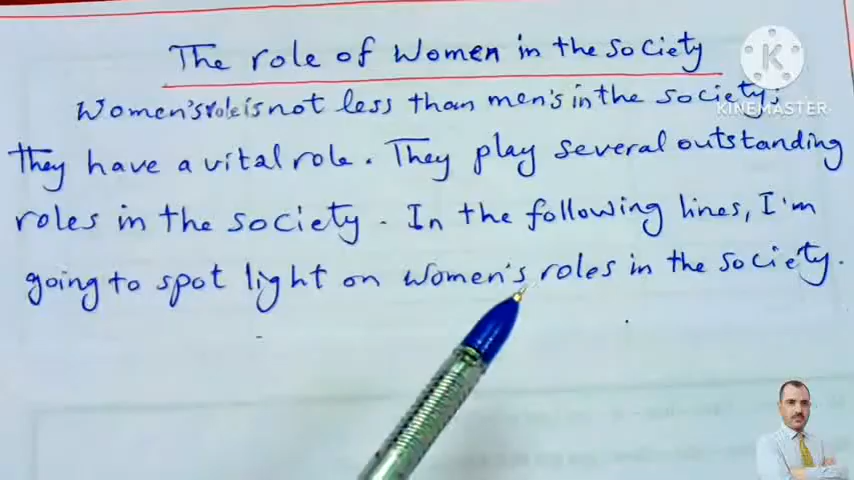 The role of Women in the society
Women's role is not less than men's in the society;
They have a vital role. They play several outstanding
roles in the society. In the following lines, I'm
going to spot light on women's roles in the society.
KINEMASTER